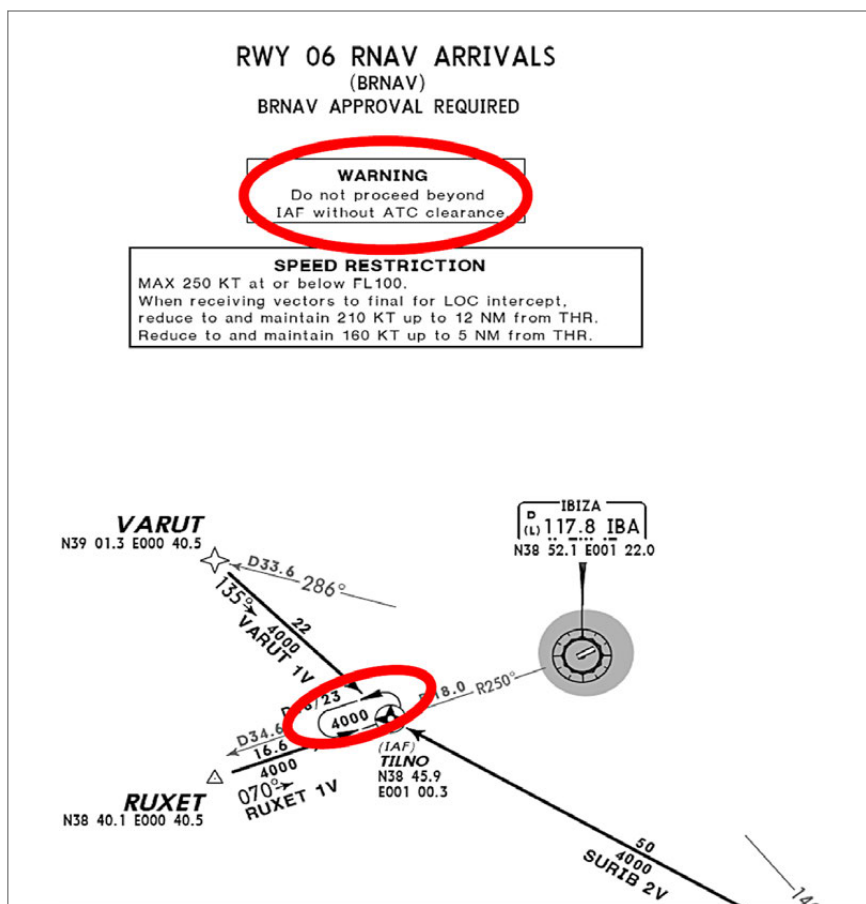 RWY 06 RNAV ARRIVALS
(BRNAV)
BRNAV APPROVAL REQUIRED
WARNING
Do not proceed beyond
IAF without ATC clearance.
SPEED RESTRICTION
MAX 250 KT at or below FL100.
When receiving vectors to final for LOC intercept,
reduce to and maintain 210 KT up to 12 NM from THR.
Reduce to and maintain 160 KT up to 5 NM from THR.
VARUT
N39 01.3 E000 40.5
IBIZA
D
(L) 117.8 IBA
N38 52.1 E001 22.0
D33.6 286°
135°
22
4000
VARUT 1V
R250°
4000
D34.6
16.6
4000
070°
RUXET 1V
RUXET
N38 40.1 E000 40.5
(IAF)
TILNO
N38 45.9
E001 00.3
50
4000
SURIB 2V